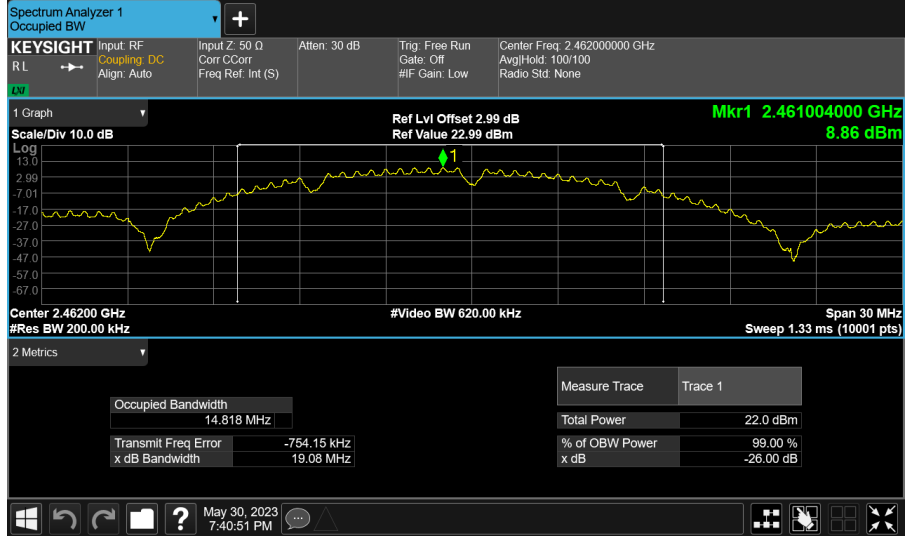 Spectrum Analyzer 1
Occupied BW
+
KEYSIGHT Input: RF Input Z: 50 Ω Atten: 30 dB Trig: Free Run Center Freq: 2.462000000 GHz
R L Coupling: DC Corr CCorr Gate: Off Avg|Hold: 100/100
Align: Auto Freq Ref: Int (S) #IF Gain: Low Radio Std: None
LXI
1 Graph Ref Lvl Offset 2.99 dB Mkr1 2.461004000 GHz
Scale/Div 10.0 dB Ref Value 22.99 dBm 8.86 dBm
Log
1
13.0
2.99
-7.01
-17.0
-27.0
-37.0
-47.0
-57.0
-67.0
Center 2.46200 GHz #Video BW 620.00 kHz Span 30 MHz
#Res BW 200.00 kHz Sweep 1.33 ms (10001 pts)
2 Metrics
Measure Trace Trace 1
Occupied Bandwidth
14.818 MHz Total Power 22.0 dBm
Transmit Freq Error -754.15 kHz % of OBW Power 99.00 %
x dB Bandwidth 19.08 MHz x dB -26.00 dB
? May 30, 2023
7:40:51 PM